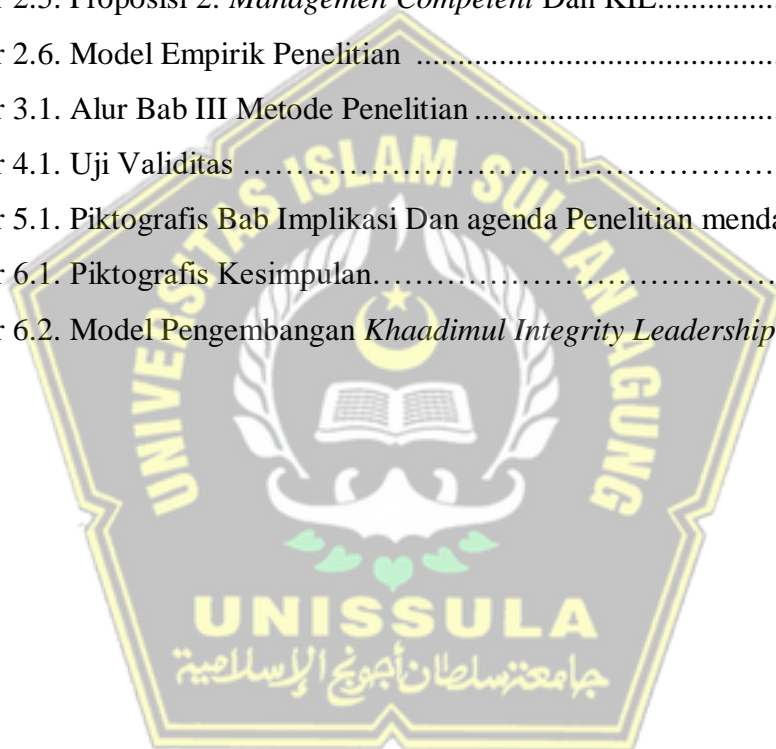 r 2.5. Proposisi 2: Managemen Competent Dan KIL.......................
r 2.6. Model Empirik Penelitian ...........................................
r 3.1. Alur Bab III Metode Penelitian ....................................
r 4.1. Uji Validitas ……………………………………………
r 5.1. Piktografis Bab Implikasi Dan agenda Penelitian menda
r 6.1. Piktografis Kesimpulan…………………………………
r 6.2. Model Pengembangan Khaadimul Integrity Leadership
UNIVERSITAS ISLAM SULTAN AGUNG
UNISSULA
جامعتسلطان أجونج الإسلامية